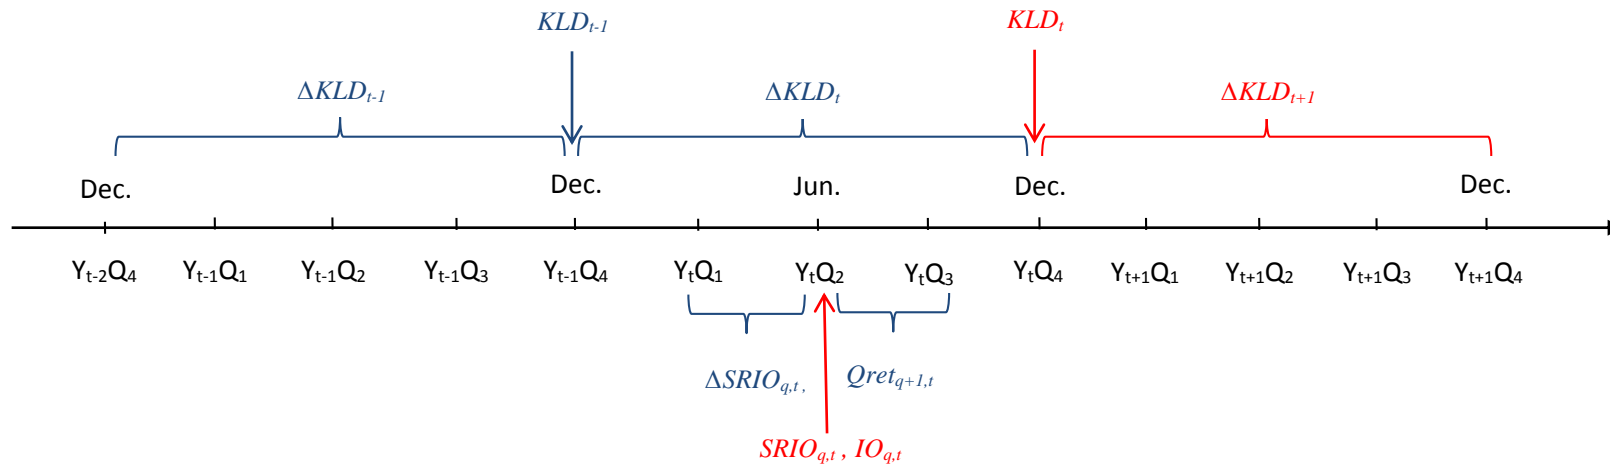 KLDt-1 KLDt
ΔKLDt-1 ΔKLDt ΔKLDt+1
Dec. Dec. Jun. Dec. Dec.
Yt-2Q4 Yt-1Q1 Yt-1Q2 Yt-1Q3 Yt-1Q4 YtQ1 YtQ2 YtQ3 YtQ4 Yt+1Q1 Yt+1Q2 Yt+1Q3 Yt+1Q4
ΔSRIOq,t , Qretq+1,t
SRIOq,t , IOq,t